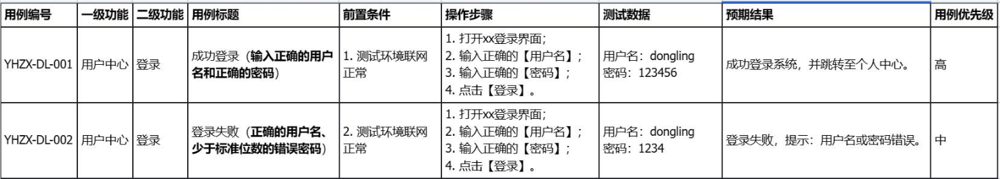 用例编号 一级功能 二级功能 用例标题 前置条件 操作步骤 测试数据 预期结果 用例优先级
YHZX-DL-001
用户中心
登录
成功登录（输入正确的用户
名和正确的密码）
1. 测试环境联网
正常
1. 打开xx登录界面；
2. 输入正确的【用户名】；
3. 输入正确的【密码】；
4. 点击【登录】。
用户名：dongling
密码：123456
成功登录系统，并跳转至个人中心。
高
YHZX-DL-002
用户中心
登录
登录失败（正确的用户名、
少于标准位数的错误密码）
2. 测试环境联网
正常
1. 打开xx登录界面；
2. 输入正确的【用户名】；
3. 输入正确的【密码】；
4. 点击【登录】。
用户名：dongling
密码：1234
登录失败，提示：用户名或密码错误。
中